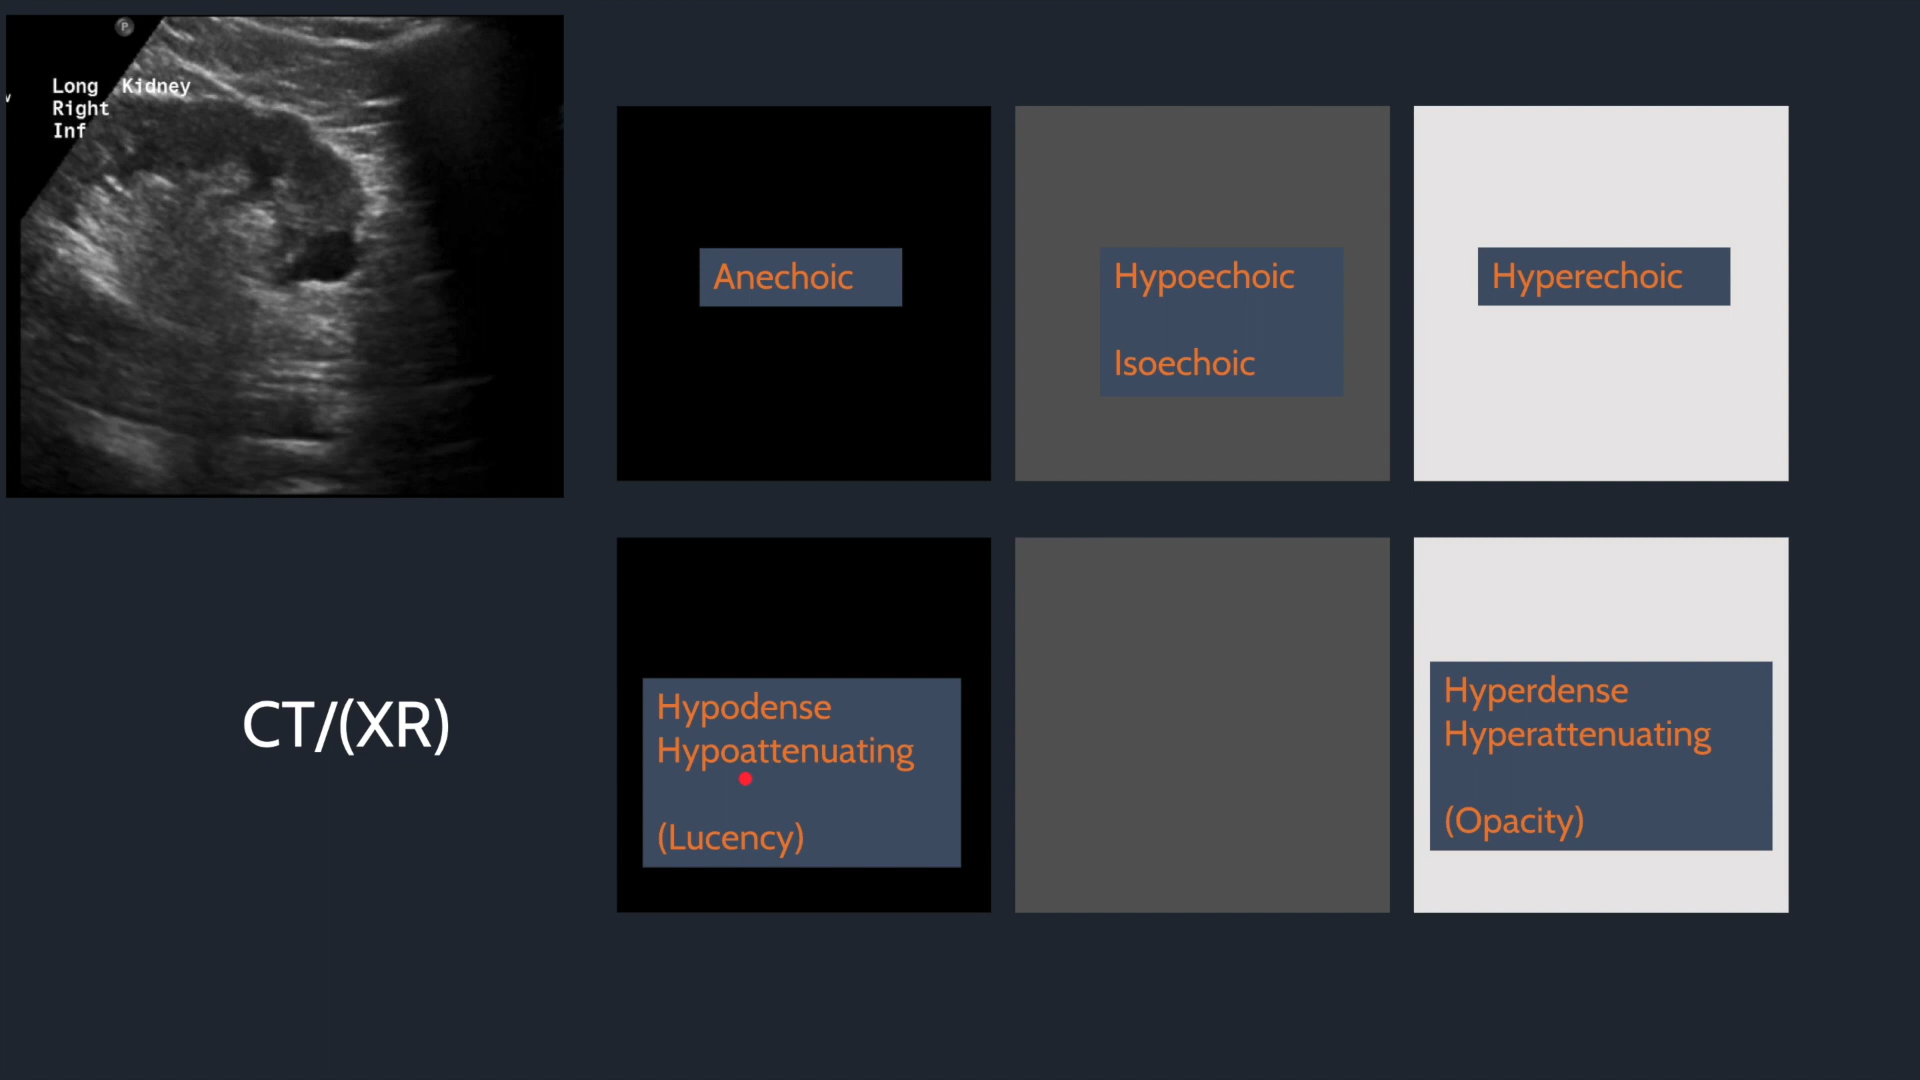 P
v
Long Kidney
Right
Inf
Anechoic
Hypoechoic
Isoechoic
Hyperechoic
CT/(XR)
Hypodense
Hypoattenuating
(Lucency)
Hyperdense
Hyperattenuating
(Opacity)